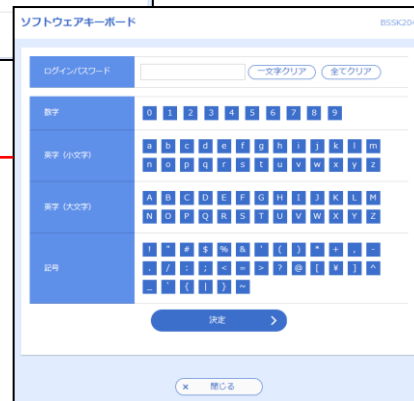 ソフトウェアキーボード BSSK204
ログインパスワード 一文字クリア 全てクリア
数字 0 1 2 3 4 5 6 7 8 9
英字 (小文字)
a b c d e f g h i j k l m
n o p q r s t u v w x y z
英字 (大文字)
A B C D E F G H I J K L M
N O P Q R S T U V W X Y Z
記号
! " # $ % & ' ( ) * + , -
. / : ; < = > ? @ [ ¥ ] ^
_ ` { | } ~
決定 >
× 閉じる